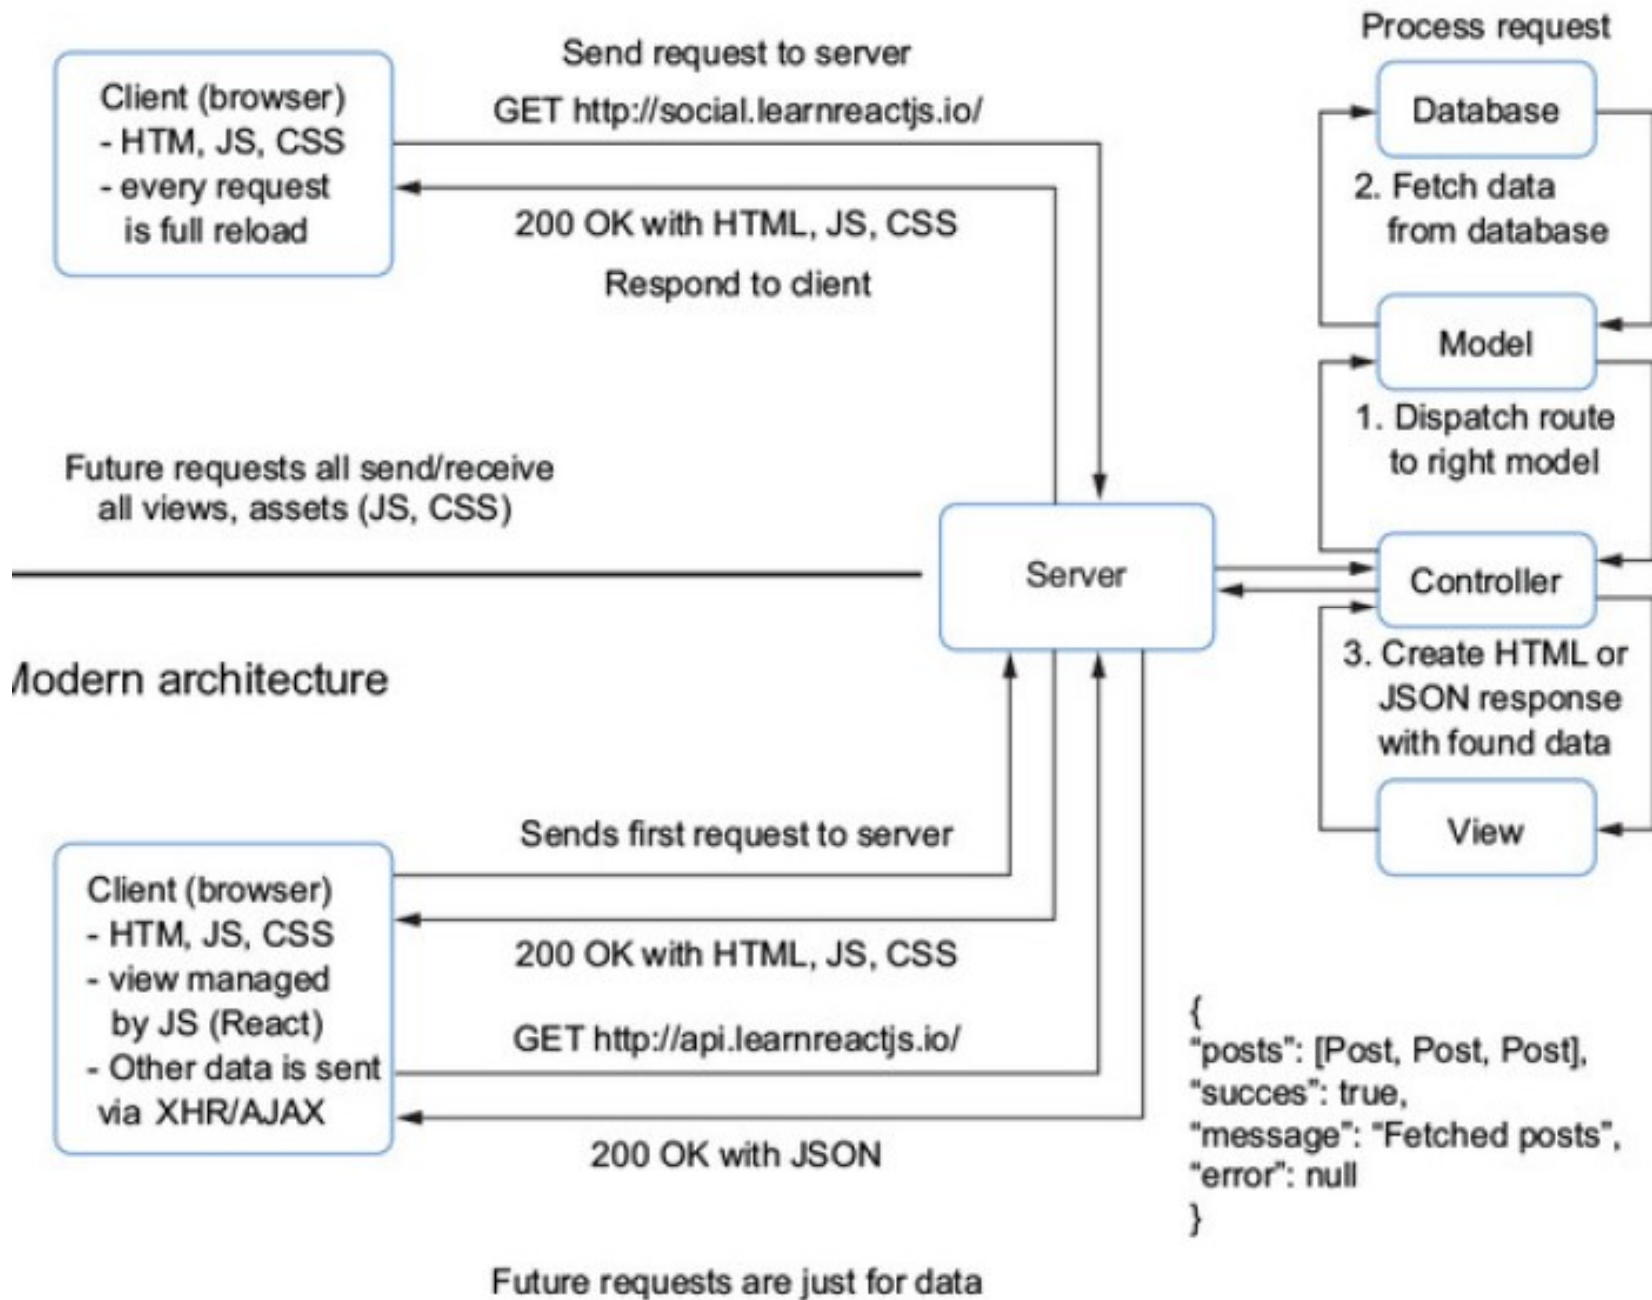 Process request
Send request to server
GET http://social.learnreactjs.io/
Client (browser)
- HTM, JS, CSS
- every request
is full reload
200 OK with HTML, JS, CSS
Respond to client
Database
2. Fetch data
from database
Model
1. Dispatch route
to right model
Future requests all send/receive
all views, assets (JS, CSS)
Server
Controller
3. Create HTML or
JSON response
with found data
View
Modern architecture
Sends first request to server
Client (browser)
- HTM, JS, CSS
- view managed
by JS (React)
- Other data is sent
via XHR/AJAX
200 OK with HTML, JS, CSS
GET http://api.learnreactjs.io/
200 OK with JSON
{
“posts”: [Post, Post, Post],
“succes”: true,
“message”: “Fetched posts”,
“error”: null
}
Future requests are just for data